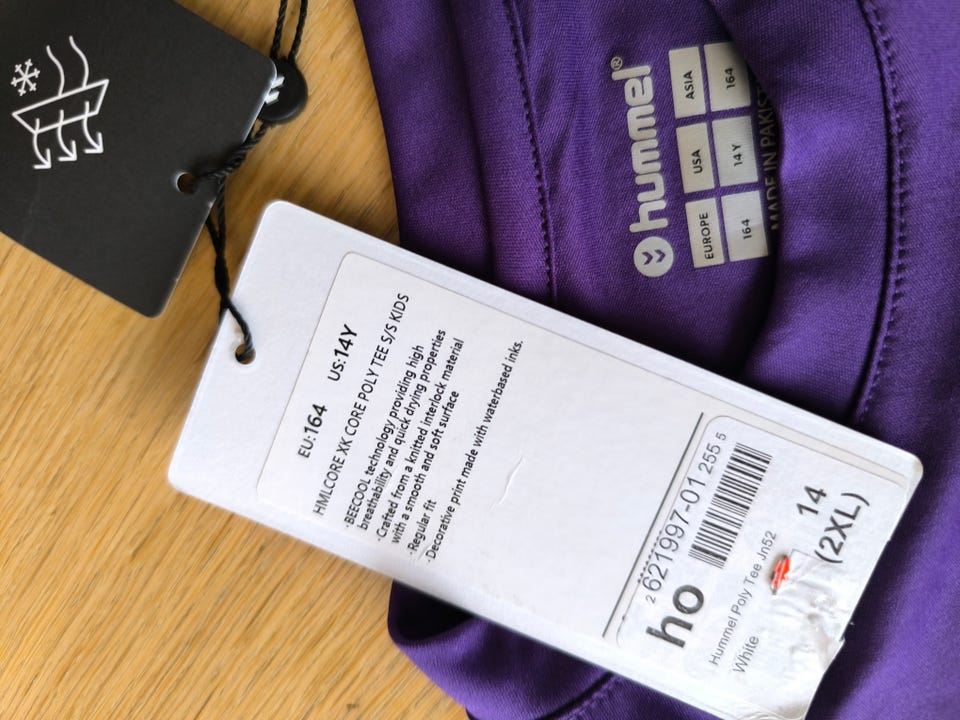 hummel®
EUROPE USA ASIA
164 14Y 164
MADE IN PAKIST
EU:164 US:14Y
HMLCORE XK CORE POLY TEE S/S KIDS
·BEECOOL technology providing high
breathability and quick drying properties
·Crafted from a knitted interlock material
with a smooth and soft surface
·Regular fit
·Decorative print made with waterbased inks.
2 621997-01 255 5
ho
Hummel Poly Tee Jn52
White
14
(2XL)